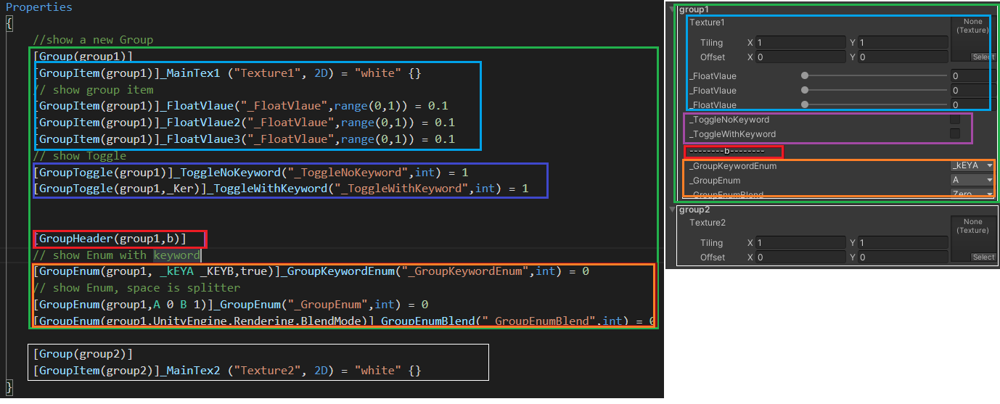 Properties
{
//show a new Group
[Group(group1)]
[GroupItem(group1)]_MainTex1 ("Texture1", 2D) = "white" {}
// show group item
[GroupItem(group1)]_FloatVlaue("_FloatVlaue",range(0,1)) = 0.1
[GroupItem(group1)]_FloatVlaue2("_FloatVlaue",range(0,1)) = 0.1
[GroupItem(group1)]_FloatVlaue3("_FloatVlaue",range(0,1)) = 0.1
// show Toggle
[GroupToggle(group1)]_ToggleNoKeyword("_ToggleNoKeyword",int) = 1
[GroupToggle(group1,_Ker)]_ToggleWithKeyword("_ToggleWithKeyword",int) = 1
[GroupHeader(group1,b)]
// show Enum with keyword
[GroupEnum(group1, _kEYA _KEYB,true)]_GroupKeywordEnum("_GroupKeywordEnum",int) = 0
// show Enum, space is splitter
[GroupEnum(group1,A 0 B 1)]_GroupEnum("_GroupEnum",int) = 0
[GroupEnum(group1,UnityEngine.Rendering.BlendMode)]_GroupEnumBlend("_GroupEnumBlend",int) = 0
[Group(group2)]
[GroupItem(group2)]_MainTex2 ("Texture2", 2D) = "white" {}
}
group1
Texture1
None
(Texture)
Tiling X 1 Y 1
Offset X 0 Y 0
Select
_FloatVlaue 0
_FloatVlaue 0
_FloatVlaue 0
_ToggleNoKeyword
_ToggleWithKeyword
--------b--------
_GroupKeywordEnum _kEYA
_GroupEnum A
_GroupEnumBlend Zero
group2
Texture2
None
(Texture)
Tiling X 1 Y 1
Offset X 0 Y 0
Select